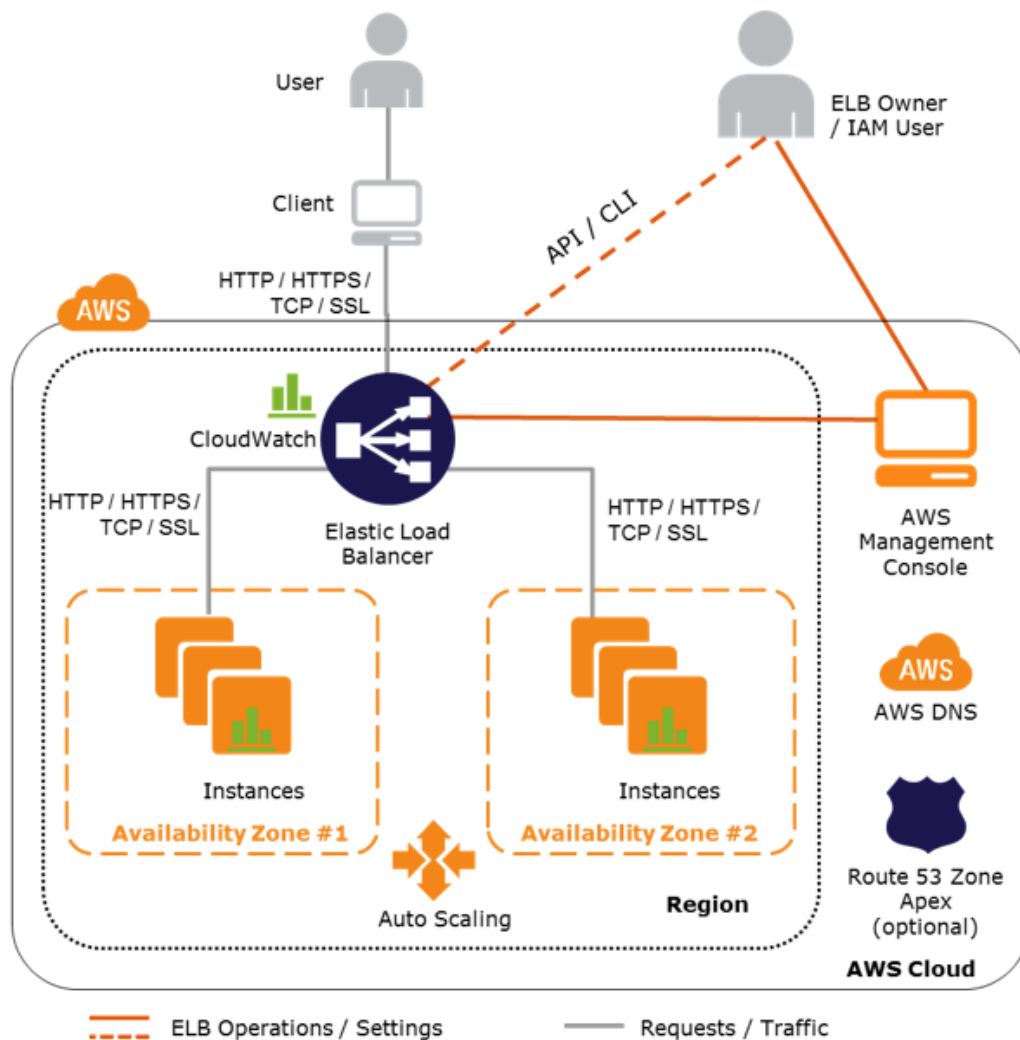 User
ELB Owner
/ IAM User
Client
API / CLI
HTTP / HTTPS /
TCP / SSL
AWS
CloudWatch
HTTP / HTTPS /
TCP / SSL
Elastic Load
Balancer
HTTP / HTTPS /
TCP / SSL
AWS
Management
Console
AWS
AWS DNS
Instances
Availability Zone #1
Instances
Availability Zone #2
Auto Scaling
Region
Route 53 Zone
Apex
(optional)
AWS Cloud
ELB Operations / Settings
Requests / Traffic